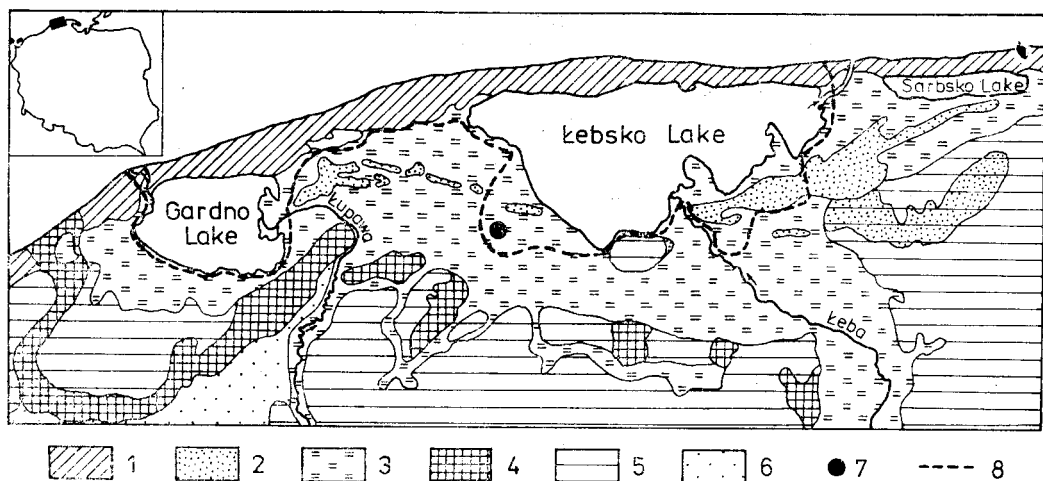 Sarbsko Lake
Łebsko Lake
Gardno
Lake
Łupawa
Łeba
1 2 3 4 5 6 7 8